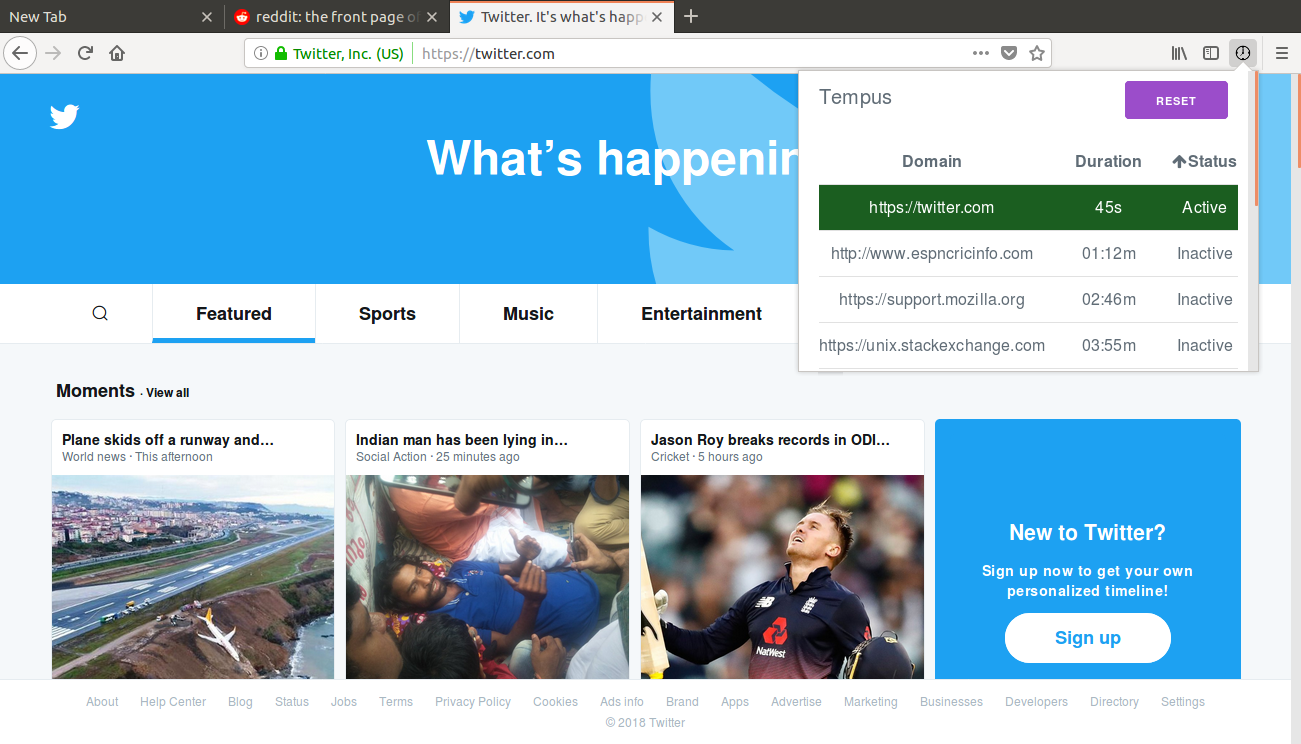 New Tab
reddit: the front page of
Twitter. It's what's happ
Twitter, Inc. (US)
https://twitter.com
What's happenin
Tempus
RESET
Domain Duration Status
https://twitter.com 45s Active
http://www.espncricinfo.com 01:12m Inactive
https://support.mozilla.org 02:46m Inactive
https://unix.stackexchange.com 03:55m Inactive
Featured Sports Music Entertainment
Moments · View all
Plane skids off a runway and...
World news · This afternoon
Indian man has been lying in...
Social Action · 25 minutes ago
Jason Roy breaks records in ODI...
Cricket · 5 hours ago
NatWest
New to Twitter?
Sign up now to get your own
personalized timeline!
Sign up
About Help Center Blog Status Jobs Terms Privacy Policy Cookies Ads info Brand Apps Advertise Marketing Businesses Developers Directory Settings
© 2018 Twitter